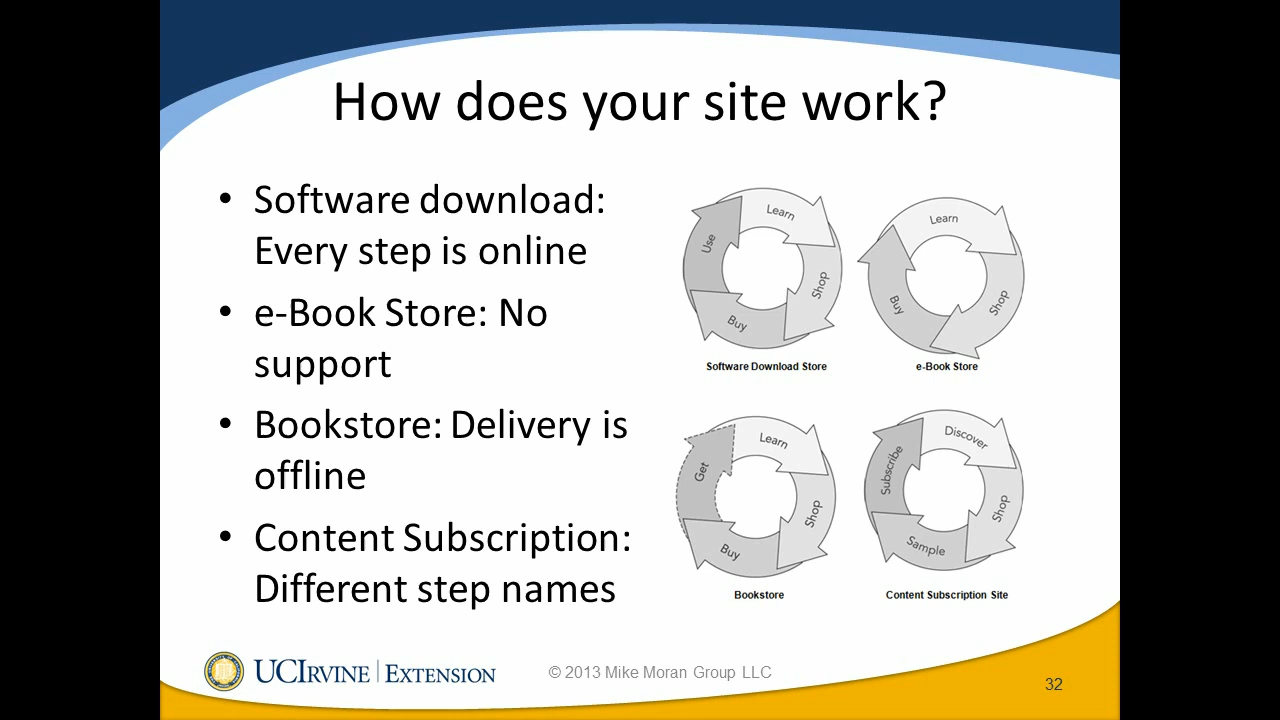 How does your site work?
• Software download:
Every step is online
• e-Book Store: No
support
• Bookstore: Delivery is
offline
• Content Subscription:
Different step names
Learn
Shop
Buy
Use
Software Download Store
Learn
Shop
Buy
e-Book Store
Learn
Shop
Buy
Get
Bookstore
Discover
Shop
Sample
Subscribe
Content Subscription Site
UCIRVINE | EXTENSION
© 2013 Mike Moran Group LLC
32